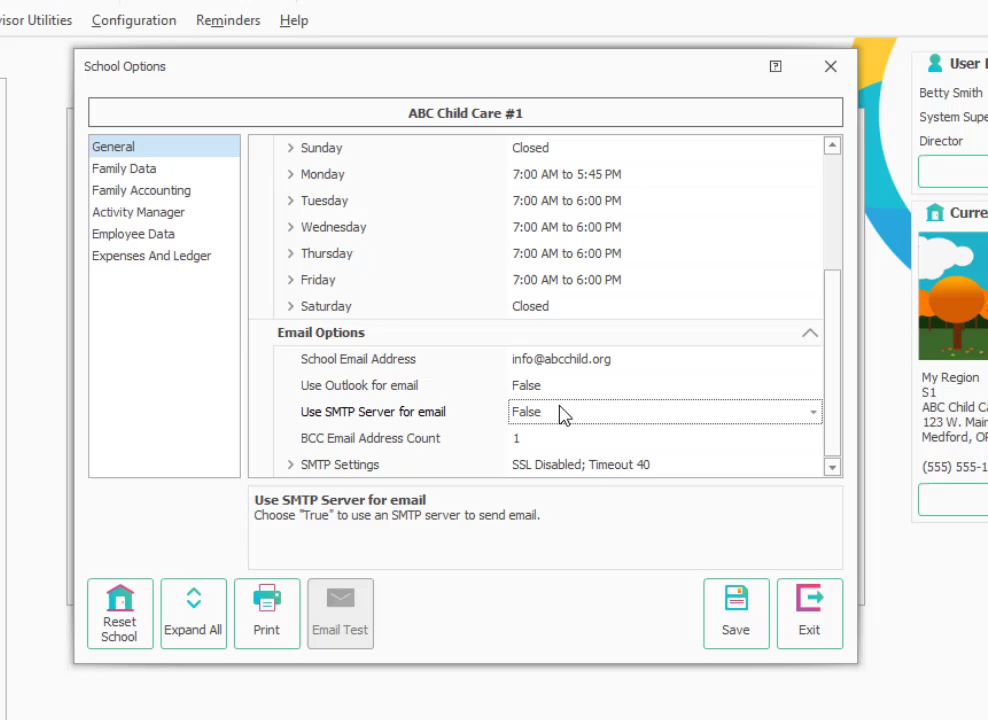 visor Utilities Configuration Reminders Help
School Options
ABC Child Care #1
General
Family Data
Family Accounting
Activity Manager
Employee Data
Expenses And Ledger
Sunday Closed
Monday 7:00 AM to 5:45 PM
Tuesday 7:00 AM to 6:00 PM
Wednesday 7:00 AM to 6:00 PM
Thursday 7:00 AM to 6:00 PM
Friday 7:00 AM to 6:00 PM
Saturday Closed
Email Options
School Email Address info@abcchild.org
Use Outlook for email False
Use SMTP Server for email False
BCC Email Address Count 1
SMTP Settings SSL Disabled; Timeout 40
Use SMTP Server for email
Choose "True" to use an SMTP server to send email.
Reset School
Expand All
Print
Email Test
Save
Exit
User
Betty Smith
System Supe
Director
Curre
My Region
S1
ABC Child C
123 W. Main
Medford, O
(555) 555-1